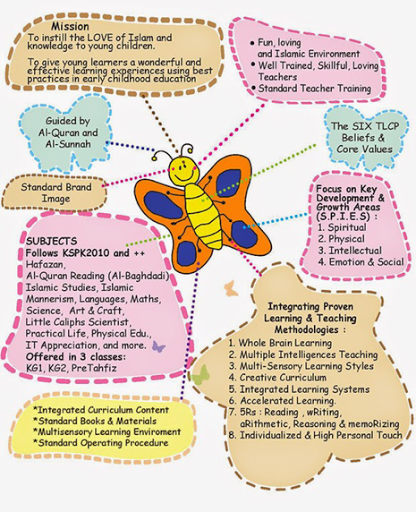 Mission
To instill the LOVE of Islam and
knowledge to young children.
To give young learners a wonderful and
effective learning experiences using best
practices in early childhood education
• Fun, loving
and Islamic Environment
• Well Trained, Skillful, Loving
Teachers
• Standard Teacher Training
Guided by
Al-Quran and
Al-Sunnah
The SIX TLCP
Beliefs &
Core Values
Standard Brand
Image
Focus on Key
Development &
Growth Areas
(S.P.I.E.S) :
1. Spiritual
2. Physical
3. Intellectual
4. Emotion & Social
SUBJECTS
Follows KSPK2010 and ++
Hafazan,
Al-Quran Reading (Al-Baghdadi)
Islamic Studies, Islamic
Mannerism, Languages, Maths,
Science, Art & Craft,
Little Caliphs Scientist,
Practical Life, Physical Edu.,
IT Appreciation, and more.
Offered in 3 classes:
KG1, KG2, PreTahfiz
Integrating Proven
Learning & Teaching
Methodologies :
1. Whole Brain Learning
2. Multiple Intelligences Teaching
3. Multi-Sensory Learning Styles
4. Creative Curriculum
5. Integrated Learning Systems
6. Accelerated Learning.
7. 5Rs : Reading , wRiting,
aRithmetic, Reasoning & memoRizing
8. Individualized & High Personal Touch
*Integrated Curriculum Content
*Standard Books & Materials
*Multisensory Learning Enviroment
*Standard Operating Procedure